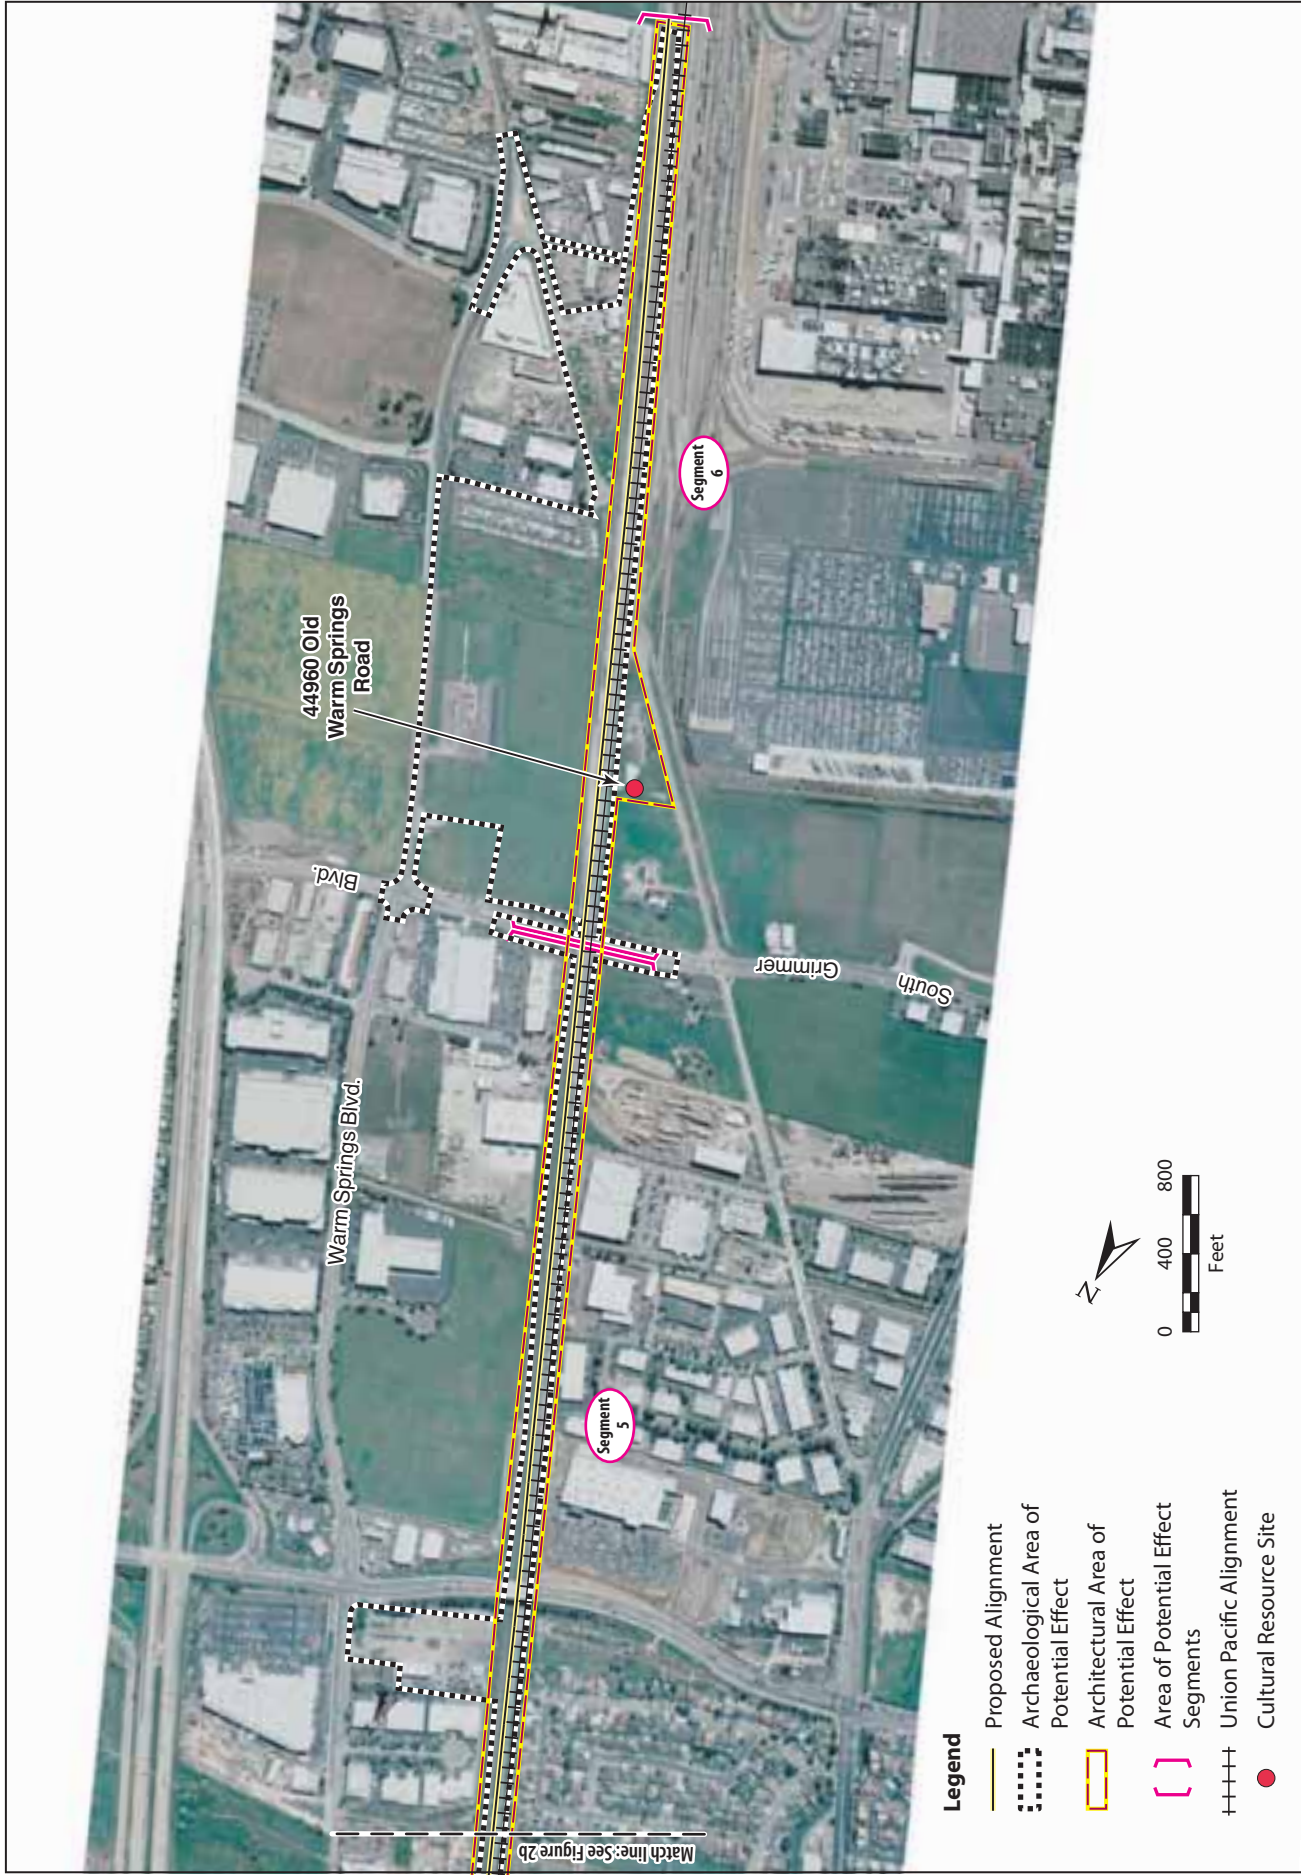 44960 Old
Warm Springs
Road
Blvd.
Warm Springs Blvd.
Grimmer
South
Segment
6
Segment
5
Match line: See Figure 2b
N
0
400
800
Feet
Legend
Proposed Alignment
Archaeological Area of
Potential Effect
Architectural Area of
Potential Effect
Area of Potential Effect
Segments
Union Pacific Alignment
Cultural Resource Site